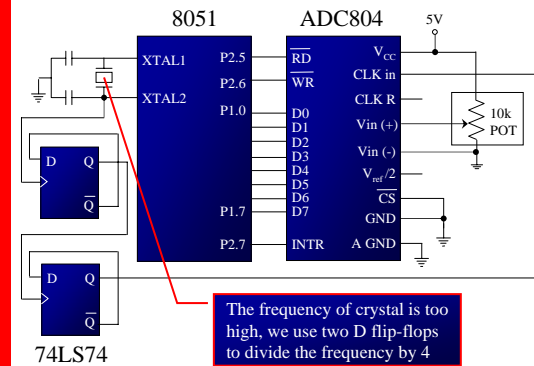 8051
ADC804
5V
XTAL1
P2.5
RD
VCC
P2.6
WR
CLK in
XTAL2
P1.0
D0
CLK R
D1
10k
POT
D2
Vin (+)
D3
D4
Vin (-)
D5
Vref/2
D6
CS
P1.7
D7
GND
P2.7
INTR
A GND
D
Q
Q
D
Q
Q
74LS74
The frequency of crystal is too
high, we use two D flip-flops
to divide the frequency by 4